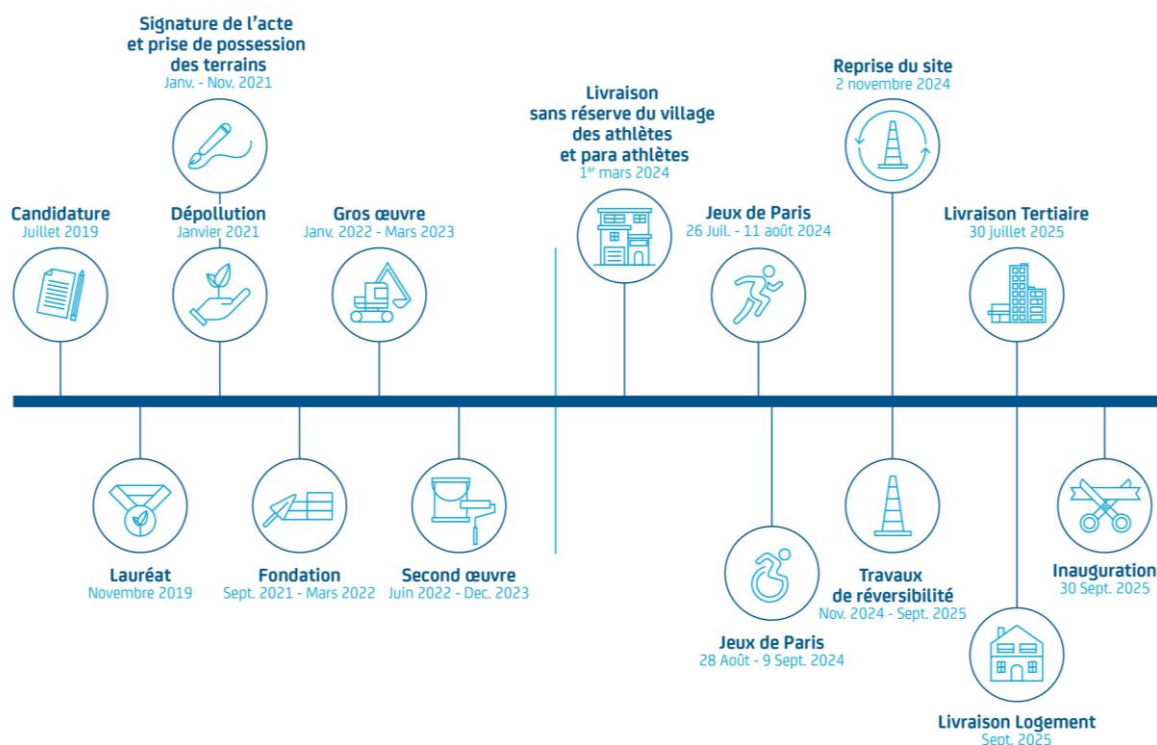 Signature de l'acte
et prise de possession
des terrains
Janv. - Nov. 2021
Candidature
Juillet 2019
Dépollution
Janvier 2021
Gros œuvre
Janv. 2022 - Mars 2023
Livraison
sans réserve du village
des athlètes
et para athlètes
1er mars 2024
Jeux de Paris
26 Juil. - 11 août 2024
Reprise du site
2 novembre 2024
Livraison Tertiaire
30 juillet 2025
Lauréat
Novembre 2019
Fondation
Sept. 2021 - Mars 2022
Second œuvre
Juin 2022 - Dec. 2023
Jeux de Paris
28 Août - 9 Sept. 2024
Travaux
de réversibilité
Nov. 2024 - Sept. 2025
Livraison Logement
Sept. 2025
Inauguration
30 Sept. 2025